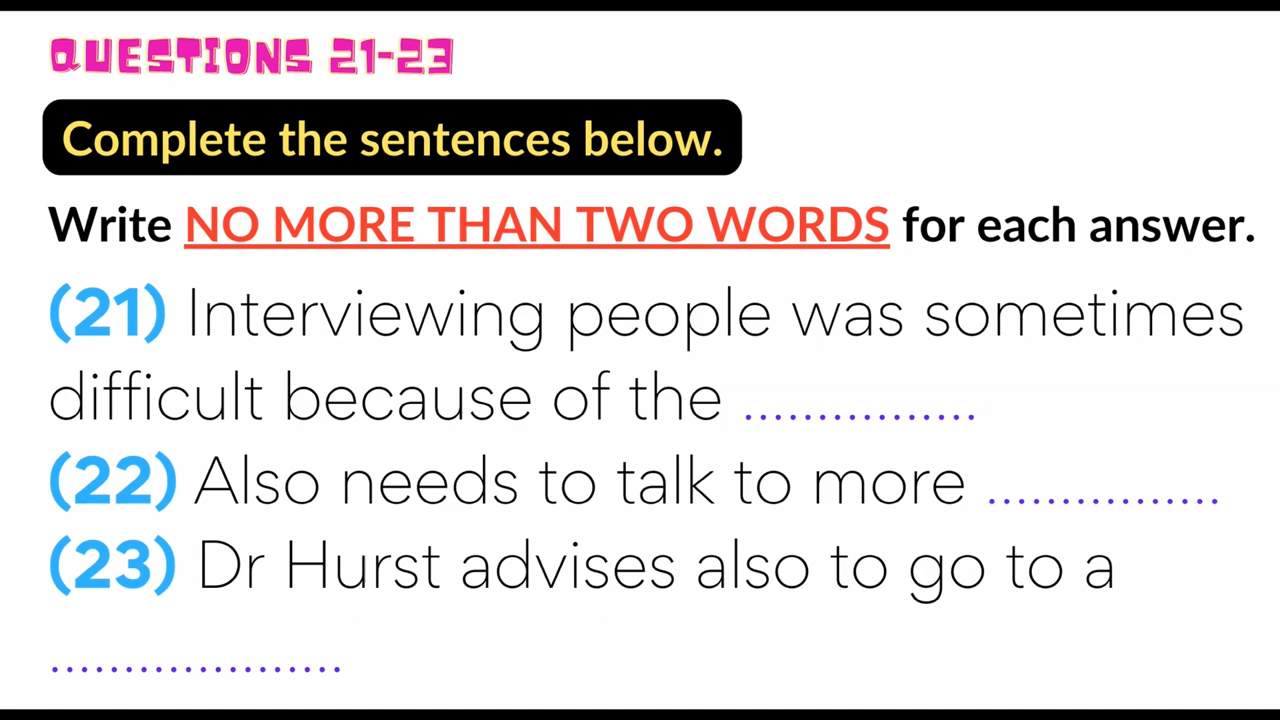 QUESTIONS 21-23
Complete the sentences below.
Write NO MORE THAN TWO WORDS for each answer.
(21) Interviewing people was sometimes
difficult because of the ................
(22) Also needs to talk to more ................
(23) Dr Hurst advises also to go to a
....................